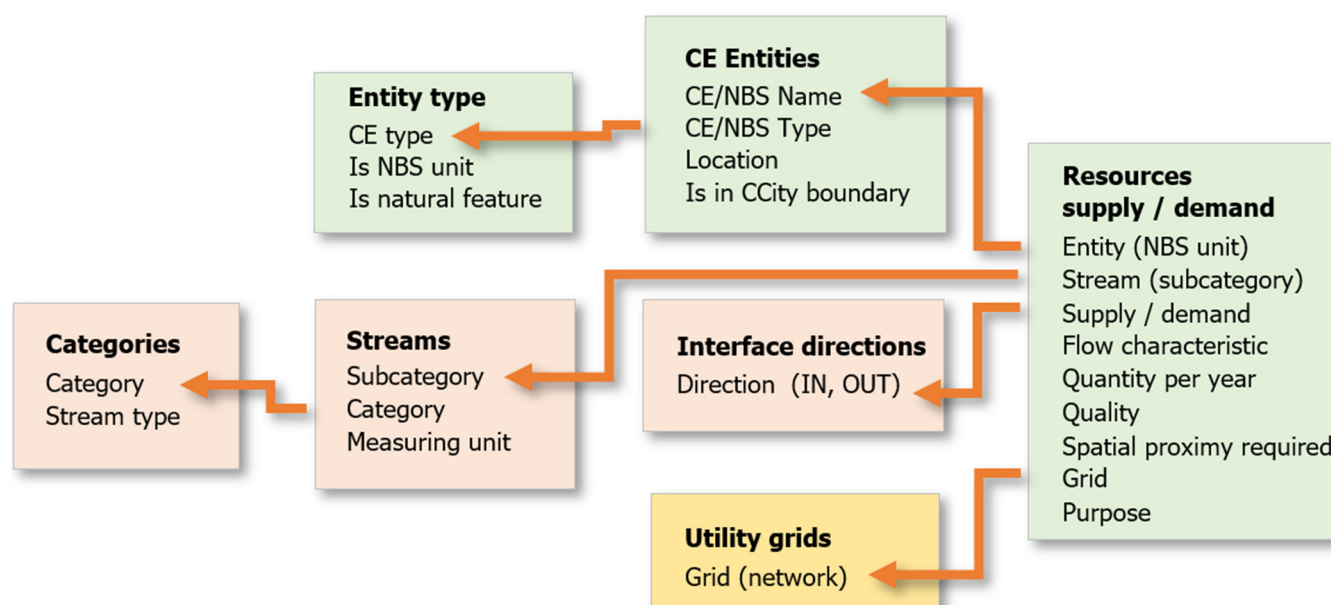 Entity type
CE type
Is NBS unit
Is natural feature
CE Entities
CE/NBS Name
CE/NBS Type
Location
Is in CCity boundary
Resources
supply / demand
Entity (NBS unit)
Stream (subcategory)
Supply / demand
Flow characteristic
Quantity per year
Quality
Spatial proximy required
Grid
Purpose
Categories
Category
Stream type
Streams
Subcategory
Category
Measuring unit
Interface directions
Direction (IN, OUT)
Utility grids
Grid (network)